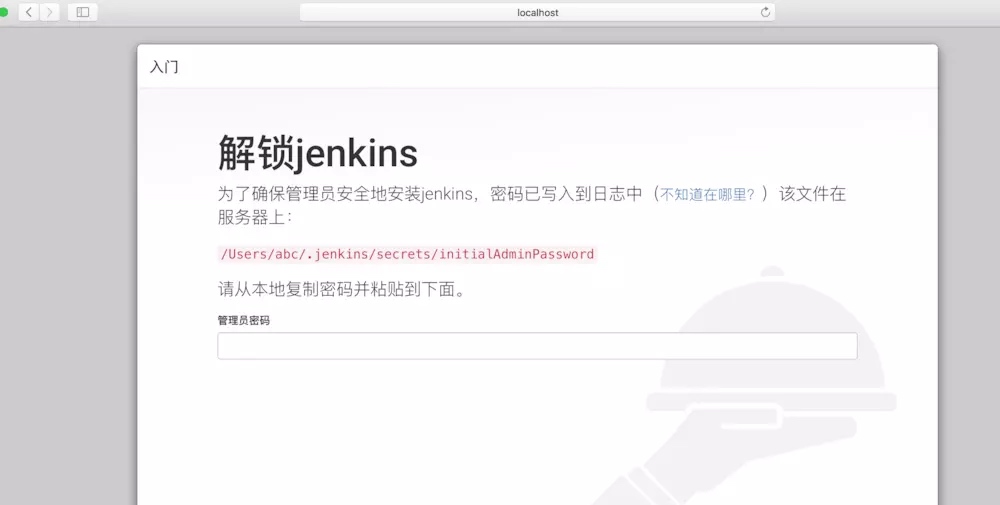 localhost
入门
解锁jenkins
为了确保管理员安全地安装jenkins，密码已写入到日志中（不知道在哪里？）该文件在
服务器上：
/Users/abc/.jenkins/secrets/initialAdminPassword
请从本地复制密码并粘贴到下面。
管理员密码